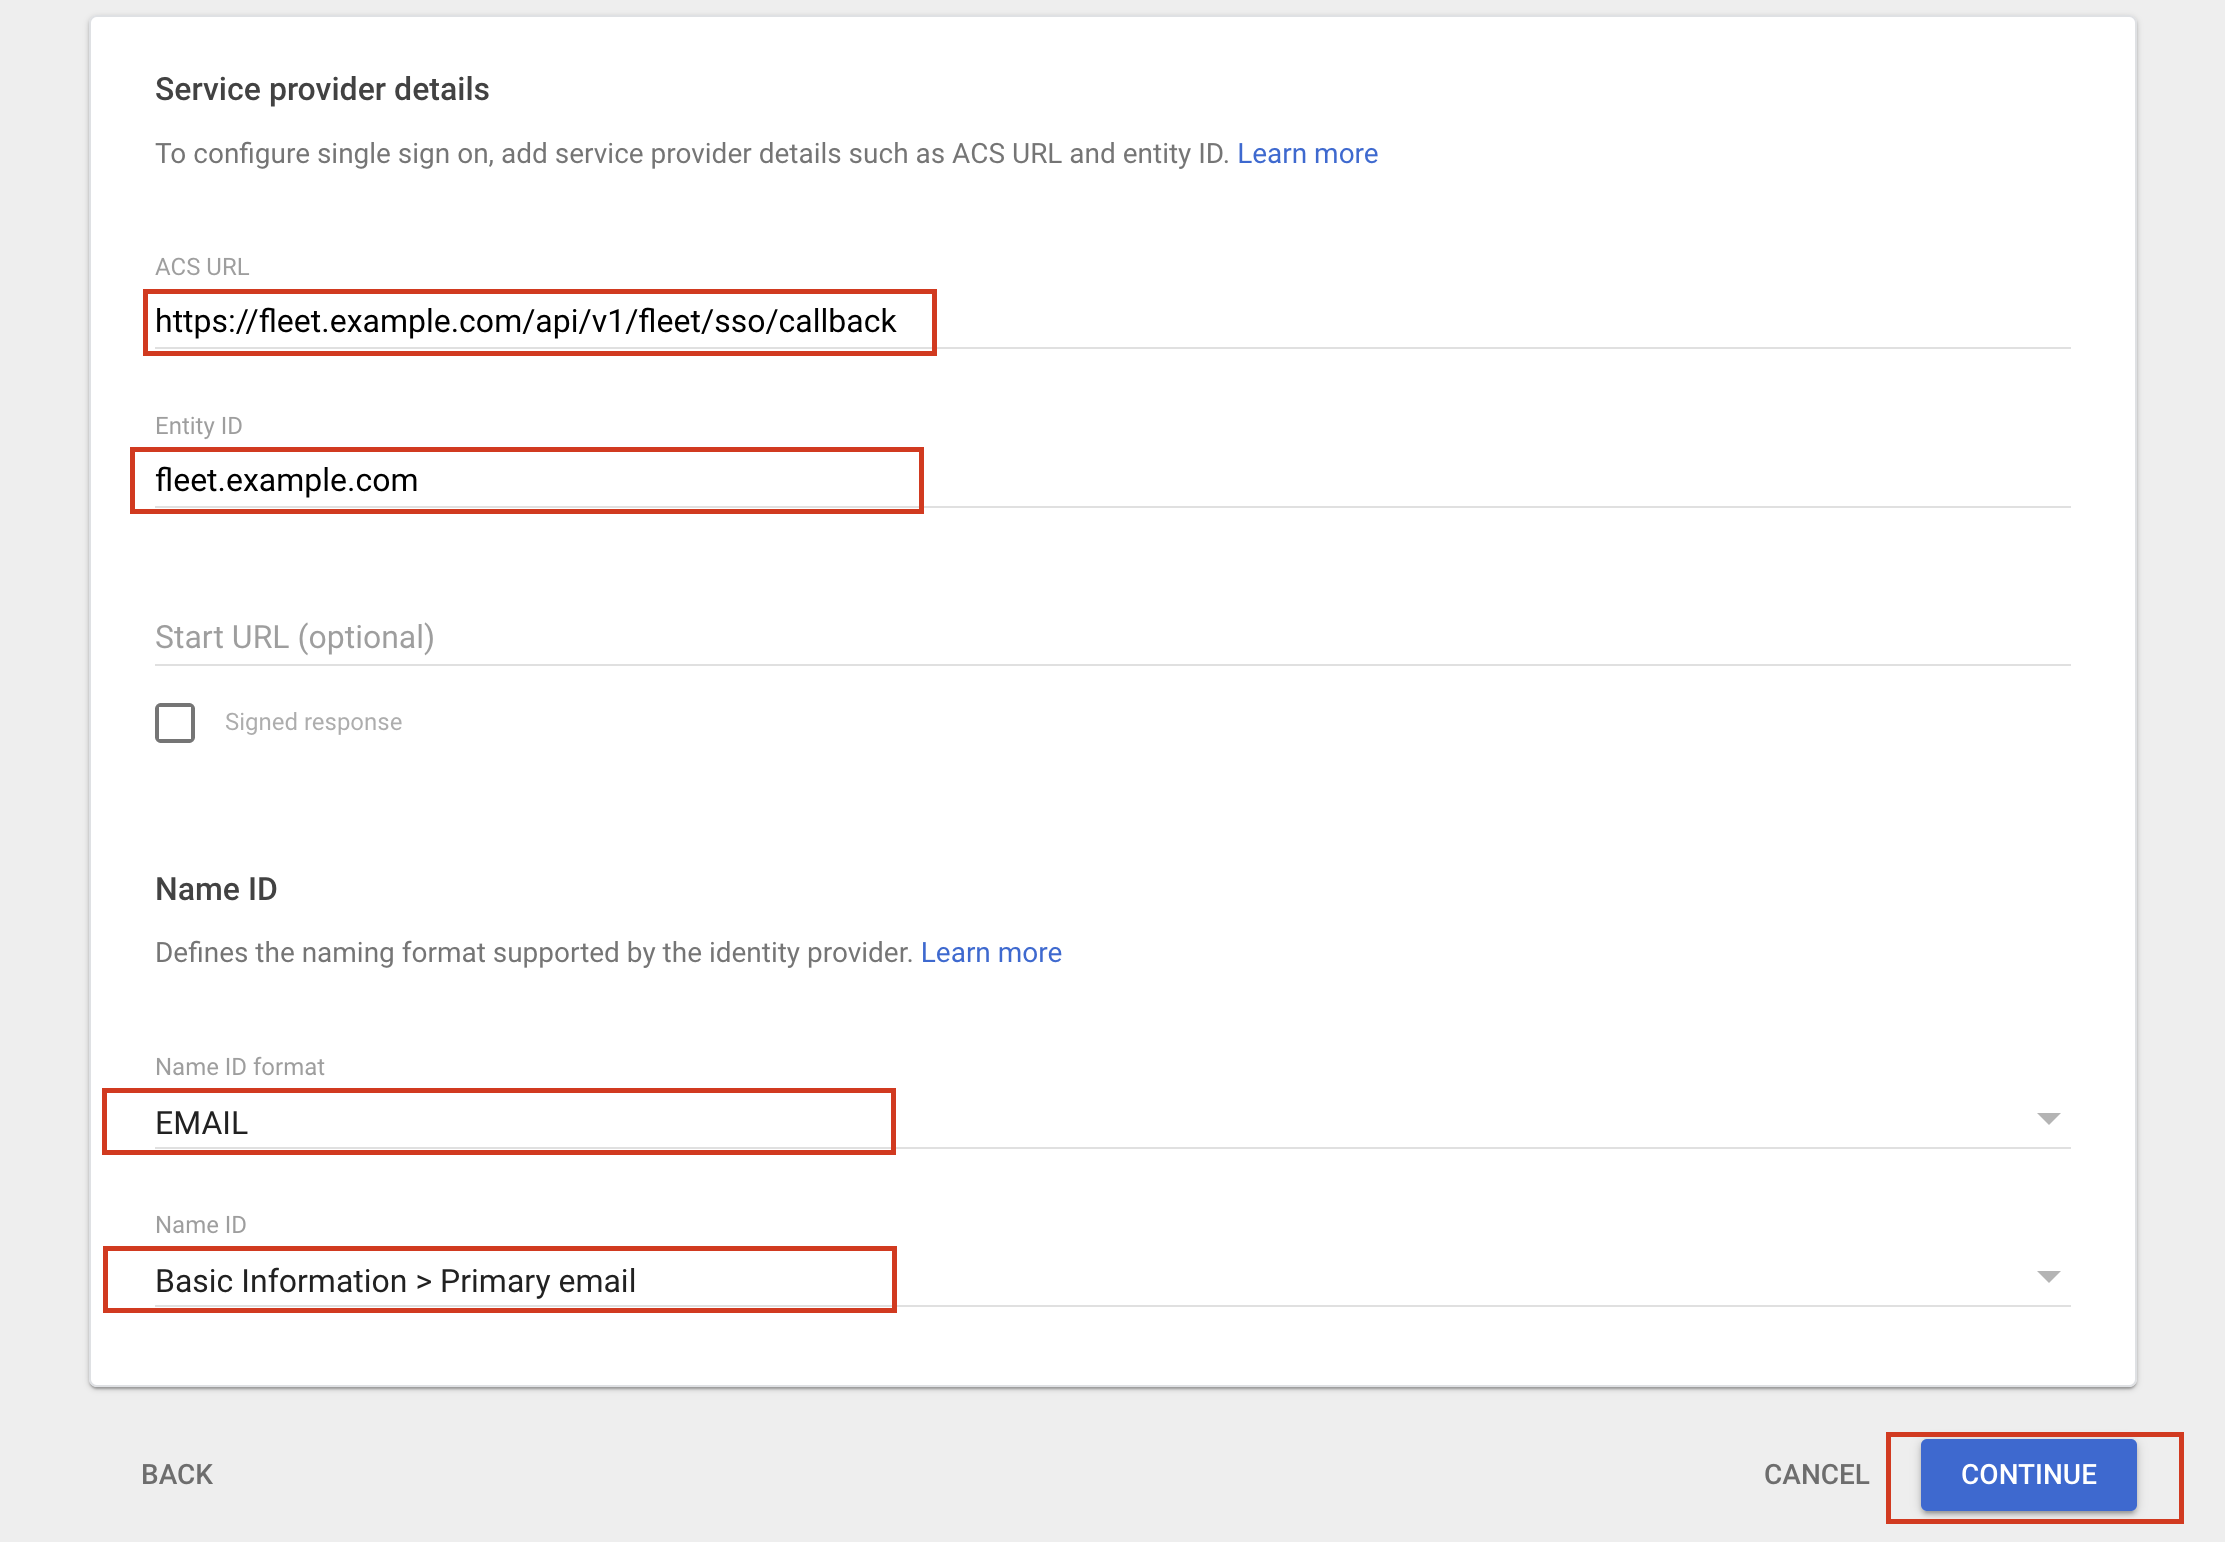 Service provider details
To configure single sign on, add service provider details such as ACS URL and entity ID. Learn more
ACS URL
https://fleet.example.com/api/v1/fleet/sso/callback
Entity ID
fleet.example.com
Start URL (optional)
Signed response
Name ID
Defines the naming format supported by the identity provider. Learn more
Name ID format
EMAIL
Name ID
Basic Information > Primary email
BACK
CANCEL
CONTINUE